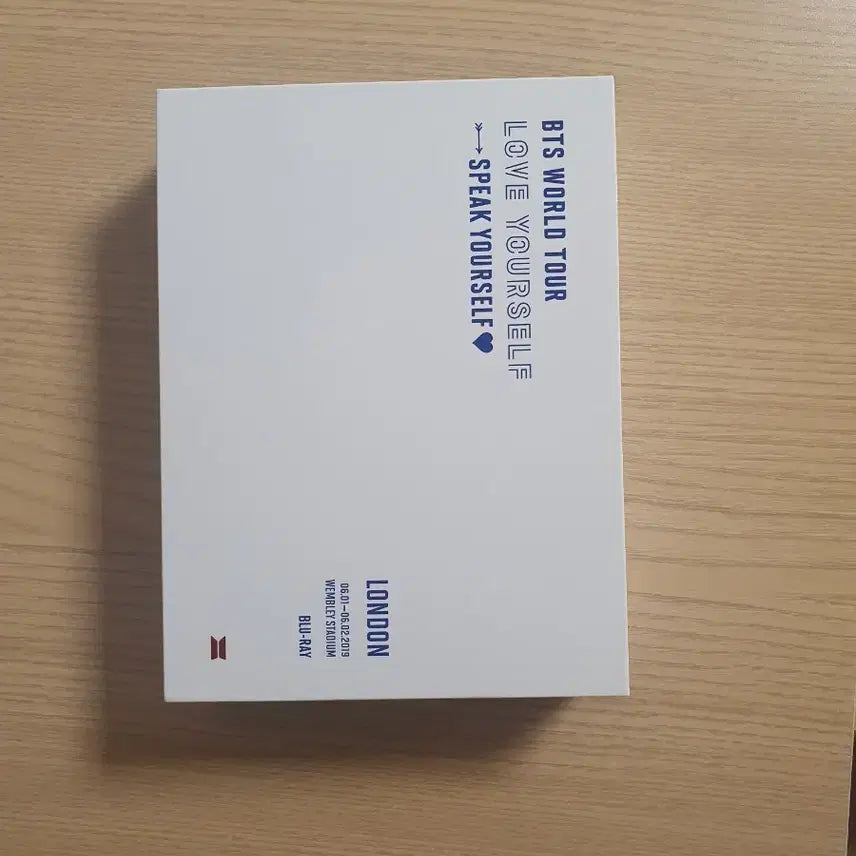 BTS WORLD TOUR
LOVE YOURSELF
SPEAK YOURSELF
LONDON
06.01–06.02.2019
WEMBLEY STADIUM
BLU-RAY